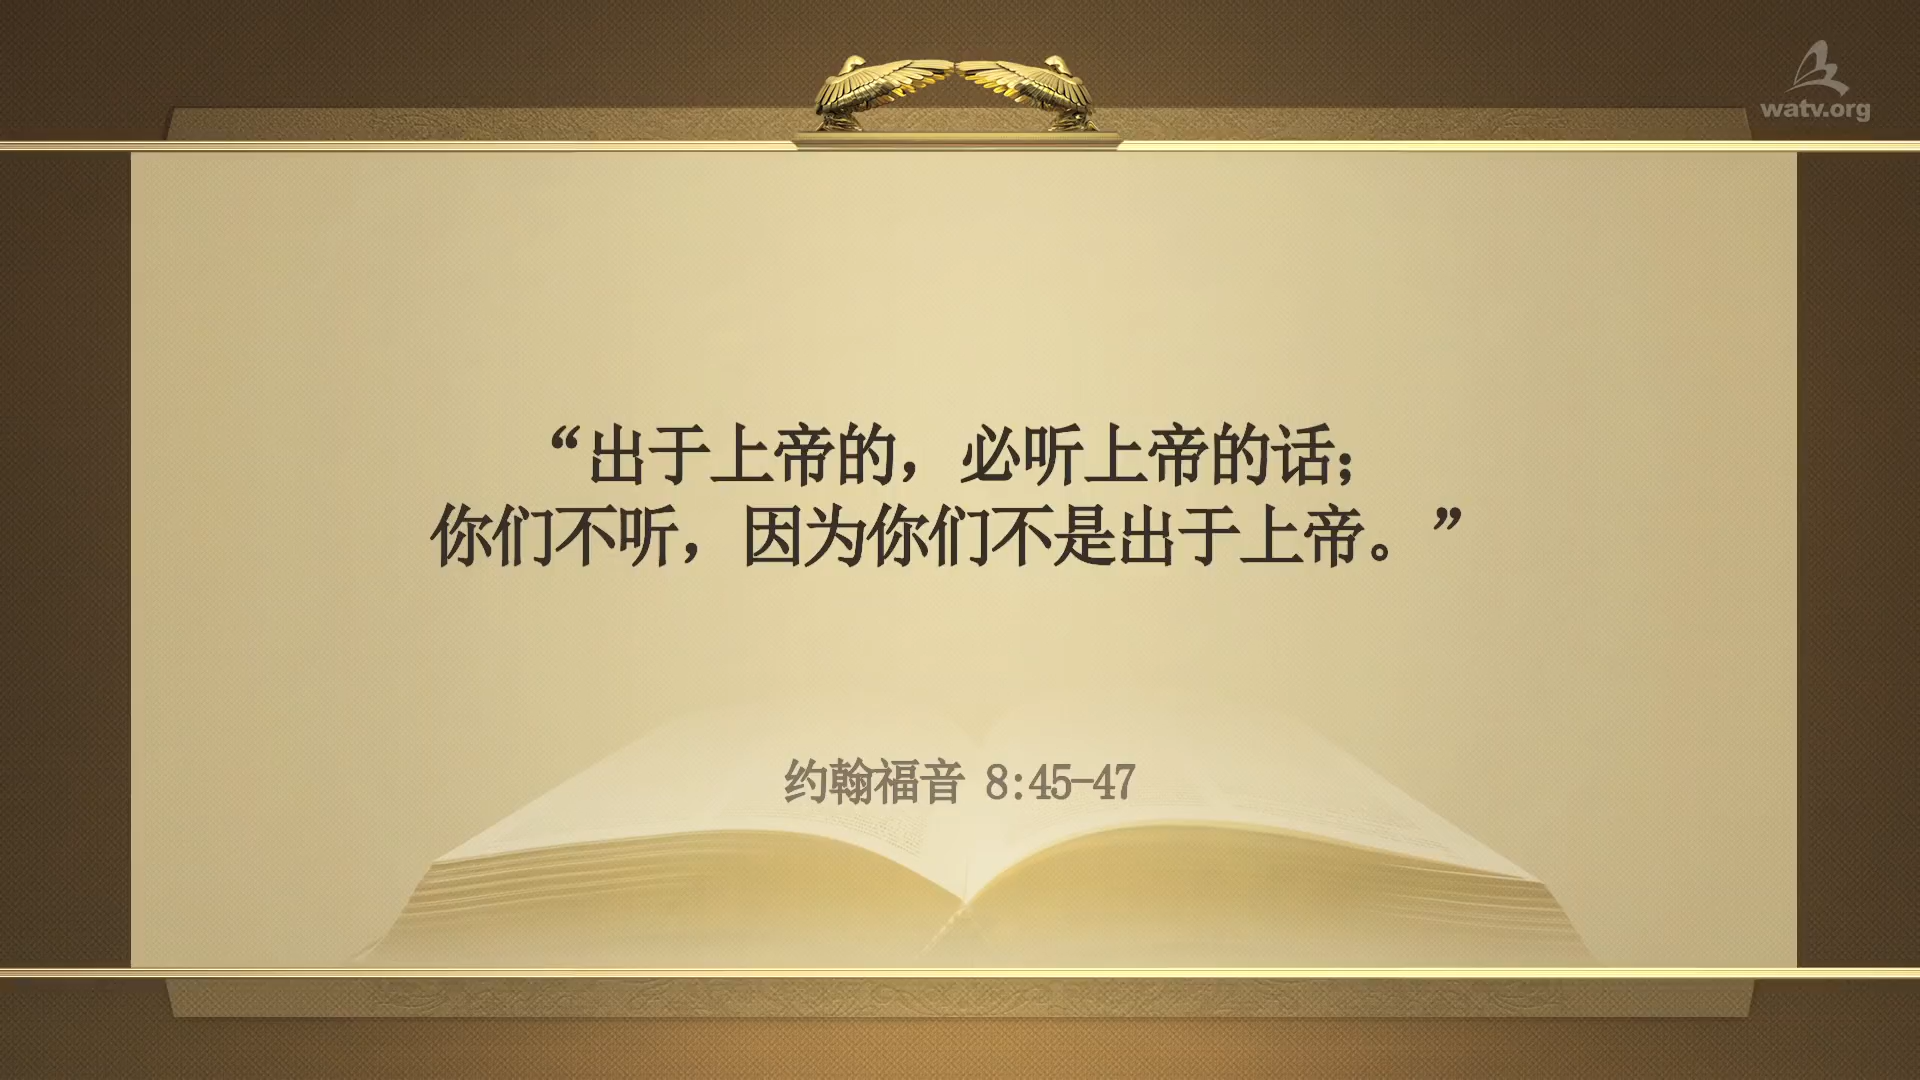 watv.org
“出于上帝的，必听上帝的话；
你们不听，因为你们不是出于上帝。”
约翰福音 8:45-47